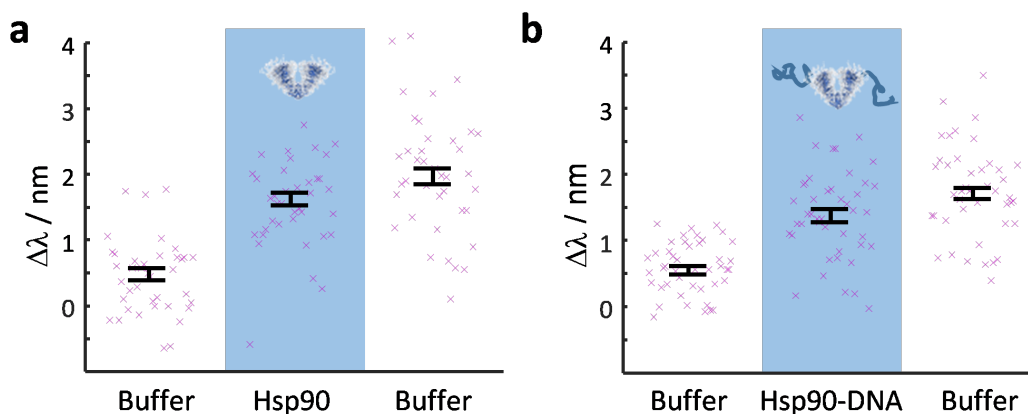 a
4
3
2
1
0
Δλ / nm
Buffer
Hsp90
Buffer
b
4
3
2
1
0
Δλ / nm
Buffer
Hsp90-DNA
Buffer